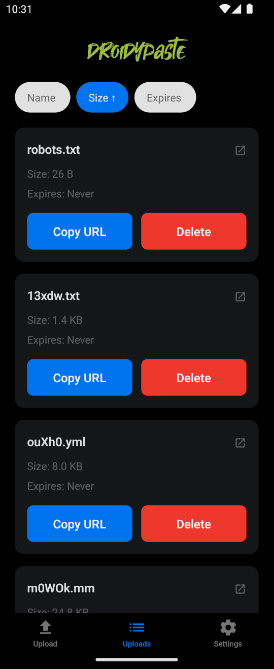 10:31
DROIDYPASTE
Name
Size ↑
Expires
robots.txt
Size: 26 B
Expires: Never
Copy URL
Delete
13xdw.txt
Size: 1.4 KB
Expires: Never
Copy URL
Delete
ouXh0.yml
Size: 8.0 KB
Expires: Never
Copy URL
Delete
m0WOk.mm
Size: 24.8 KB
Upload
Uploads
Settings